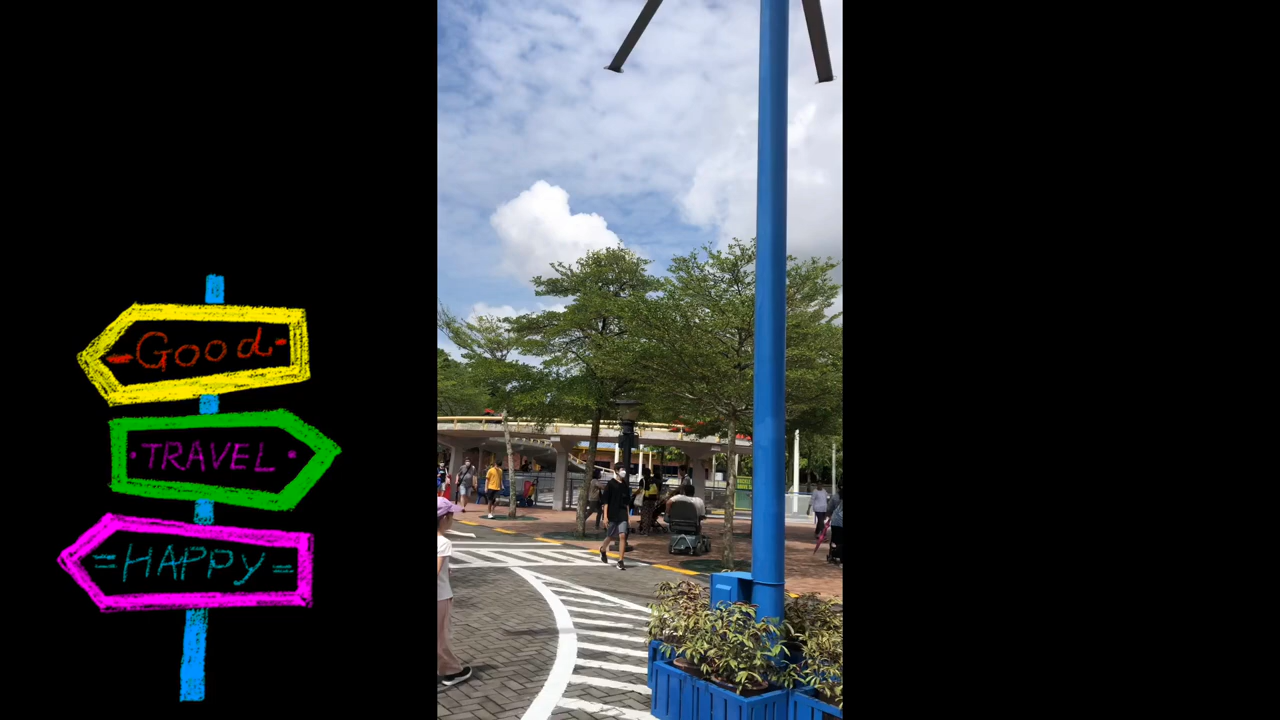 -Good-
•TRAVEL•
=HAPPY=